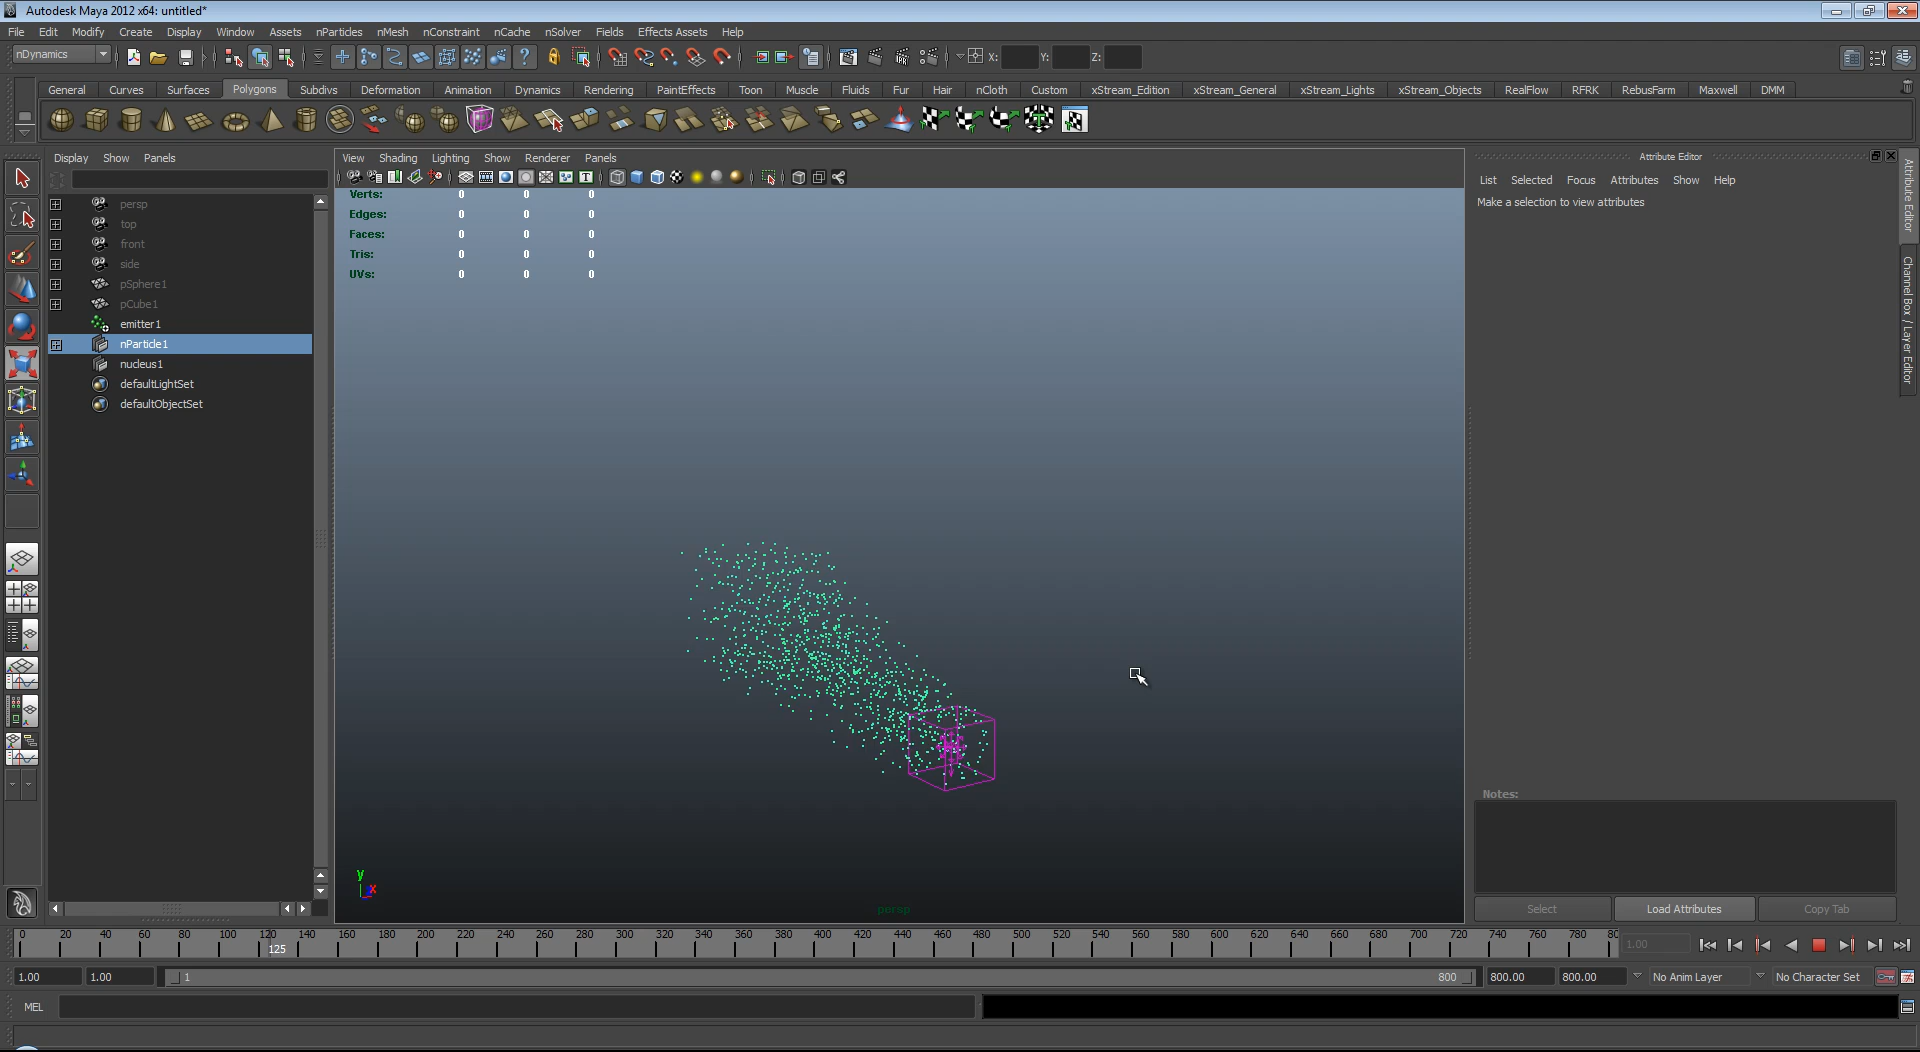 Autodesk Maya 2012 x64: untitled*
File Edit Modify Create Display Window Assets nParticles nMesh nConstraint nCache nSolver Fields Effects Assets Help
nDynamics X: Y: Z:
General Curves Surfaces Polygons Subdivs Deformation Animation Dynamics Rendering PaintEffects Toon Muscle Fluids Fur Hair nCloth Custom xStream_Edition xStream_General xStream_Lights xStream_Objects RealFlow RFRK RebusFarm Maxwell DMM
Display Show Panels
View Shading Lighting Show Renderer Panels
Attribute Editor
List Selected Focus Attributes Show Help
Make a selection to view attributes
Attribute Editor
Channel Box / Layer Editor
persp
top
front
side
pSphere1
pCube1
emitter1
nParticle1
nucleus1
defaultLightSet
defaultObjectSet
Verts: 0 0 0
Edges: 0 0 0
Faces: 0 0 0
Tris: 0 0 0
UVs: 0 0 0
y
x
persp
Notes:
Select Load Attributes Copy Tab
0 20 40 60 80 100 120 140 160 180 200 220 240 260 280 300 320 340 360 380 400 420 440 460 480 500 520 540 560 580 600 620 640 660 680 700 720 740 760 780 80
125
1.00
1.00 1.00 1 800 800.00 800.00 No Anim Layer No Character Set
MEL